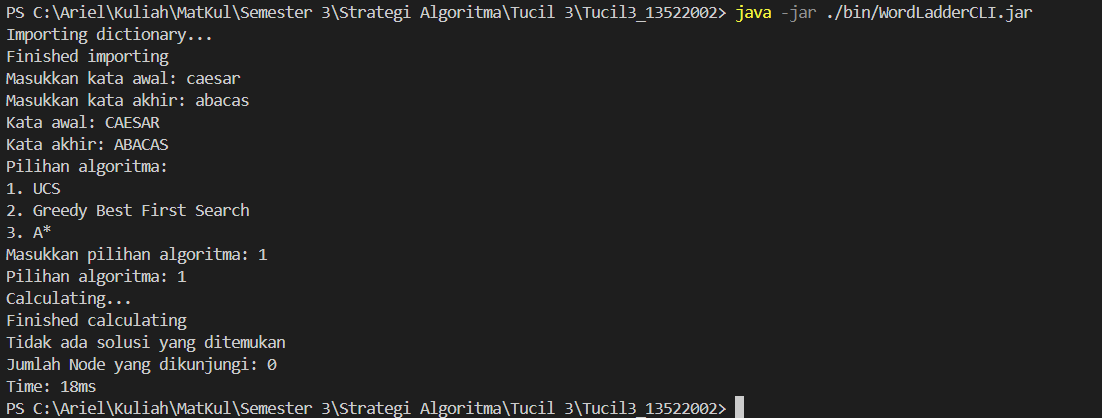 PS C:\Ariel\Kuliah\MatKul\Semester 3\Strategi Algoritma\Tucil 3\Tucil3_13522002> java -jar ./bin/WordLadderCLI.jar
Importing dictionary...
Finished importing
Masukkan kata awal: caesar
Masukkan kata akhir: abacas
Kata awal: CAESAR
Kata akhir: ABACAS
Pilihan algoritma:
1. UCS
2. Greedy Best First Search
3. A*
Masukkan pilihan algoritma: 1
Pilihan algoritma: 1
Calculating...
Finished calculating
Tidak ada solusi yang ditemukan
Jumlah Node yang dikunjungi: 0
Time: 18ms
PS C:\Ariel\Kuliah\MatKul\Semester 3\Strategi Algoritma\Tucil 3\Tucil3_13522002>